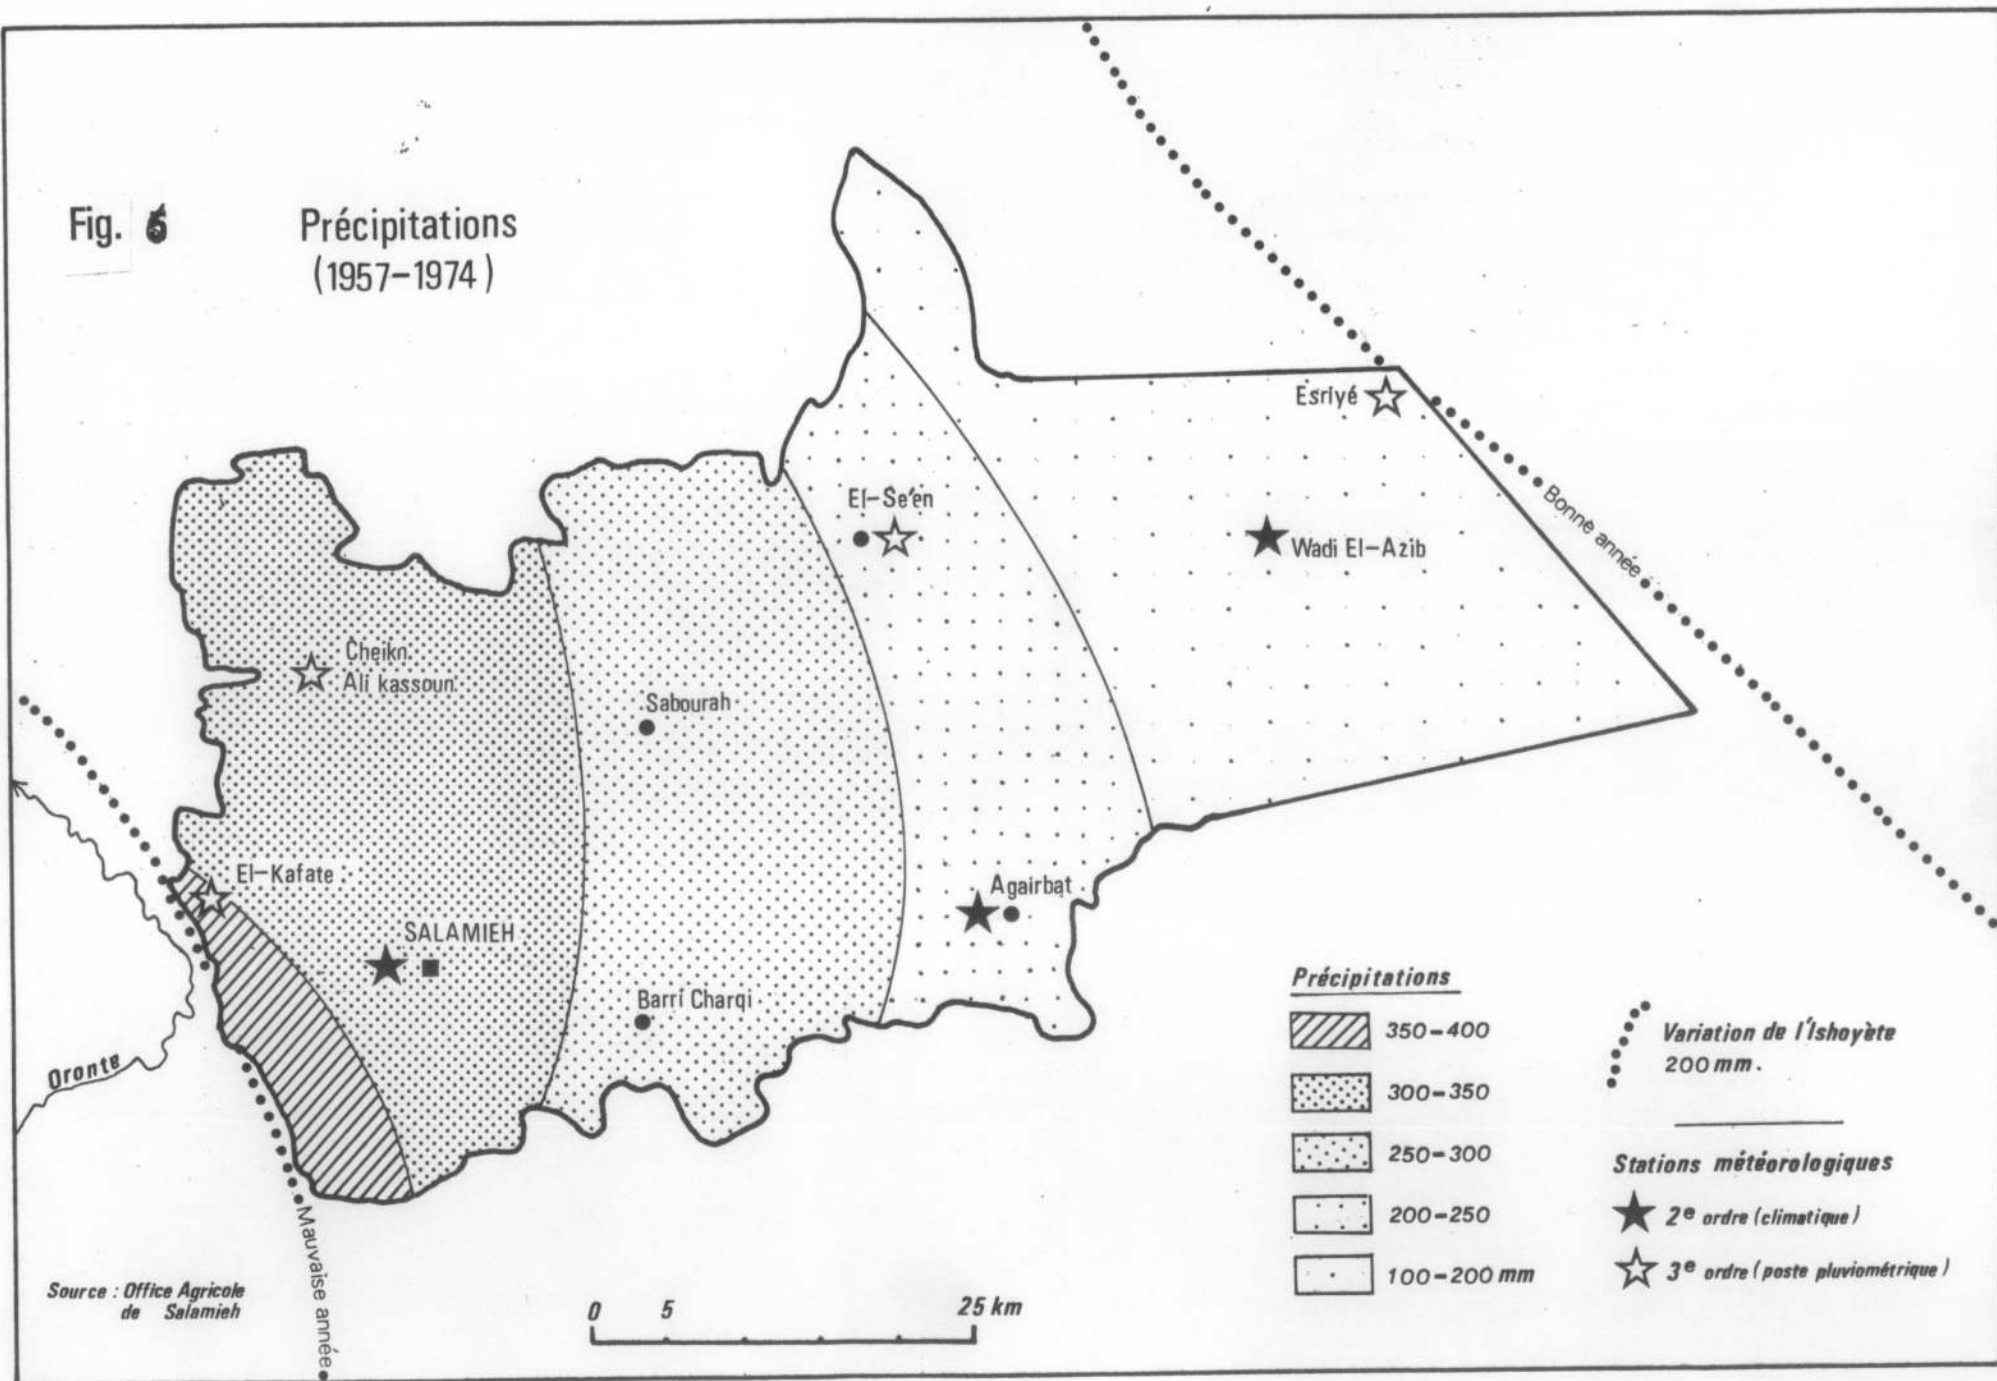 Fig. 5
Précipitations
(1957-1974)
Esriyé
Bonne année
El-Se'en
Wadi El-Azib
Cheikn
Ali kassoun
Sabourah
El-Kafate
SALAMIEH
Agairbat
Barri Charqi
Oronte
Mauvaise année
Précipitations
350-400
300-350
250-300
200-250
100-200 mm
Variation de l'Ishoyète
200 mm.
Stations météorologiques
2e ordre (climatique)
3e ordre (poste pluviométrique)
Source : Office Agricole
de Salamieh
0 5 25 km